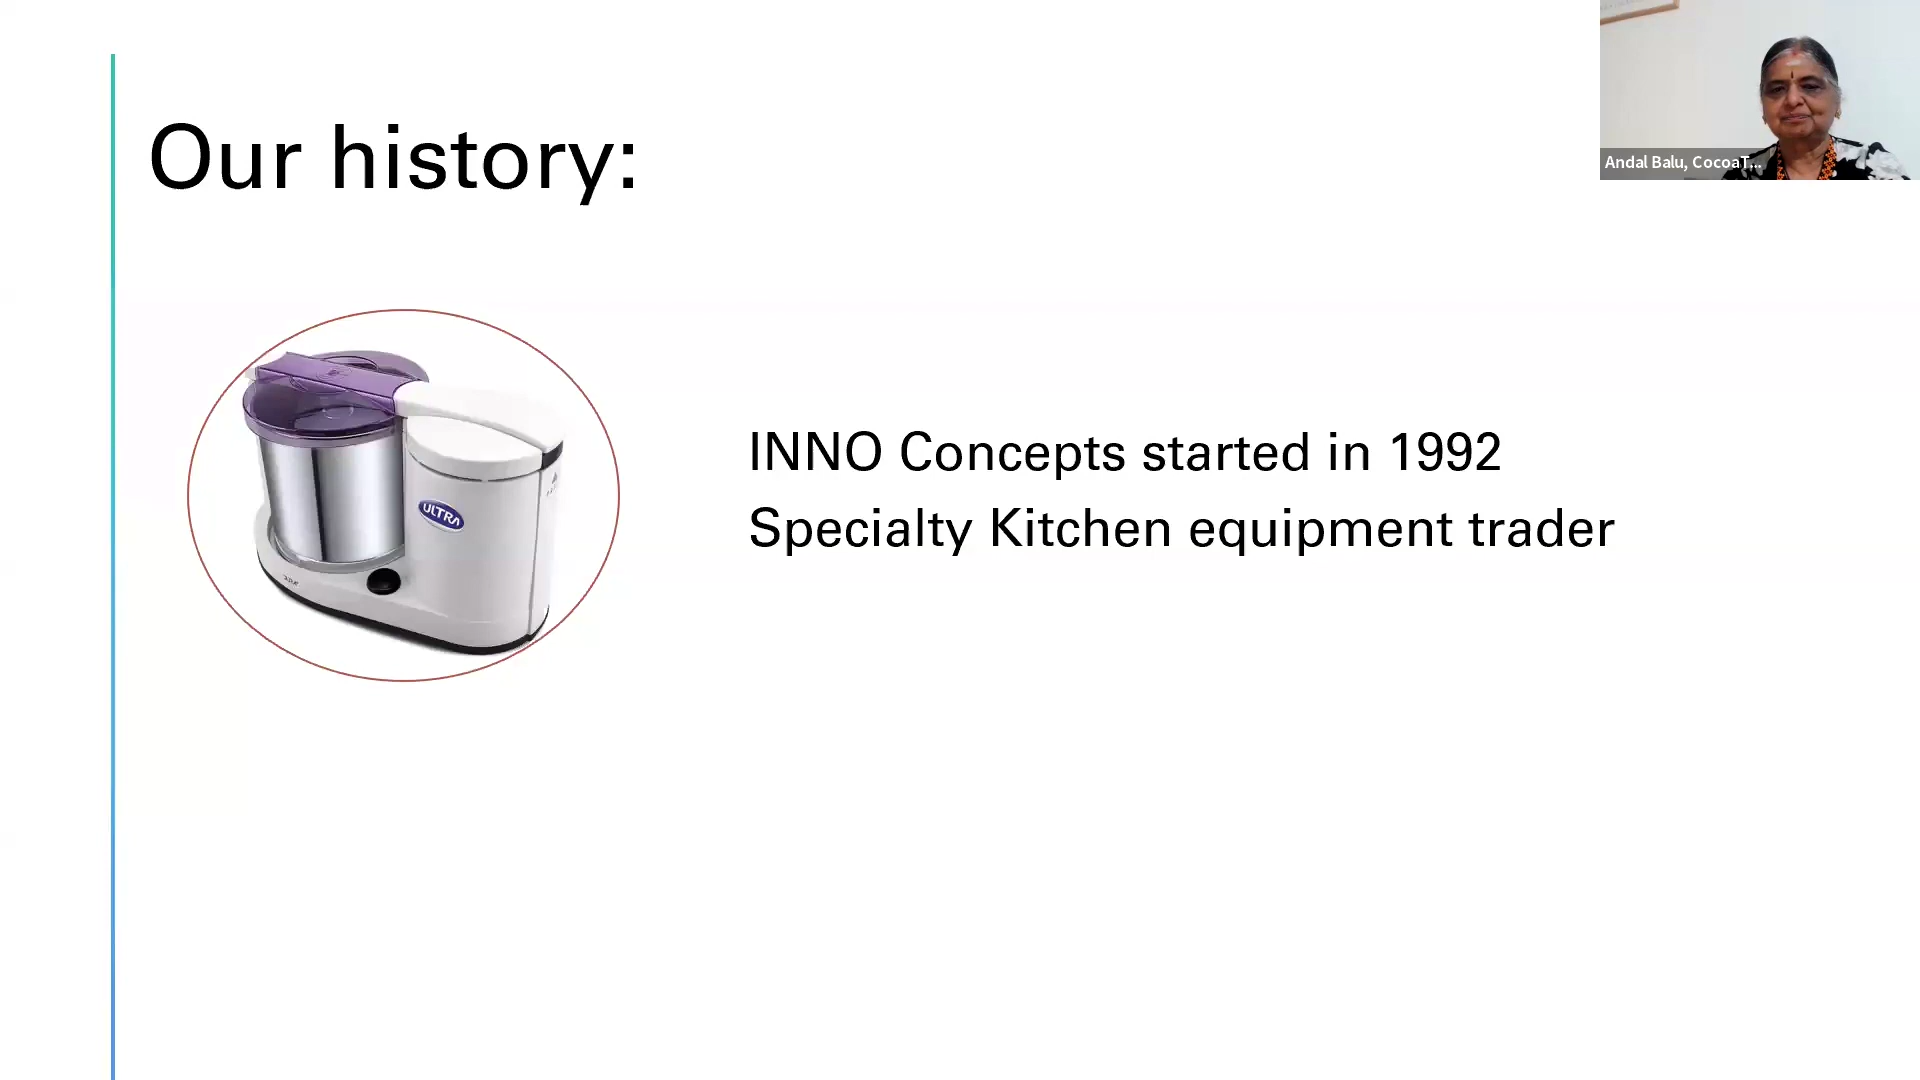 Our history:
Andal Balu, CocoaT...
ULTRA
INNO Concepts started in 1992
Specialty Kitchen equipment trader